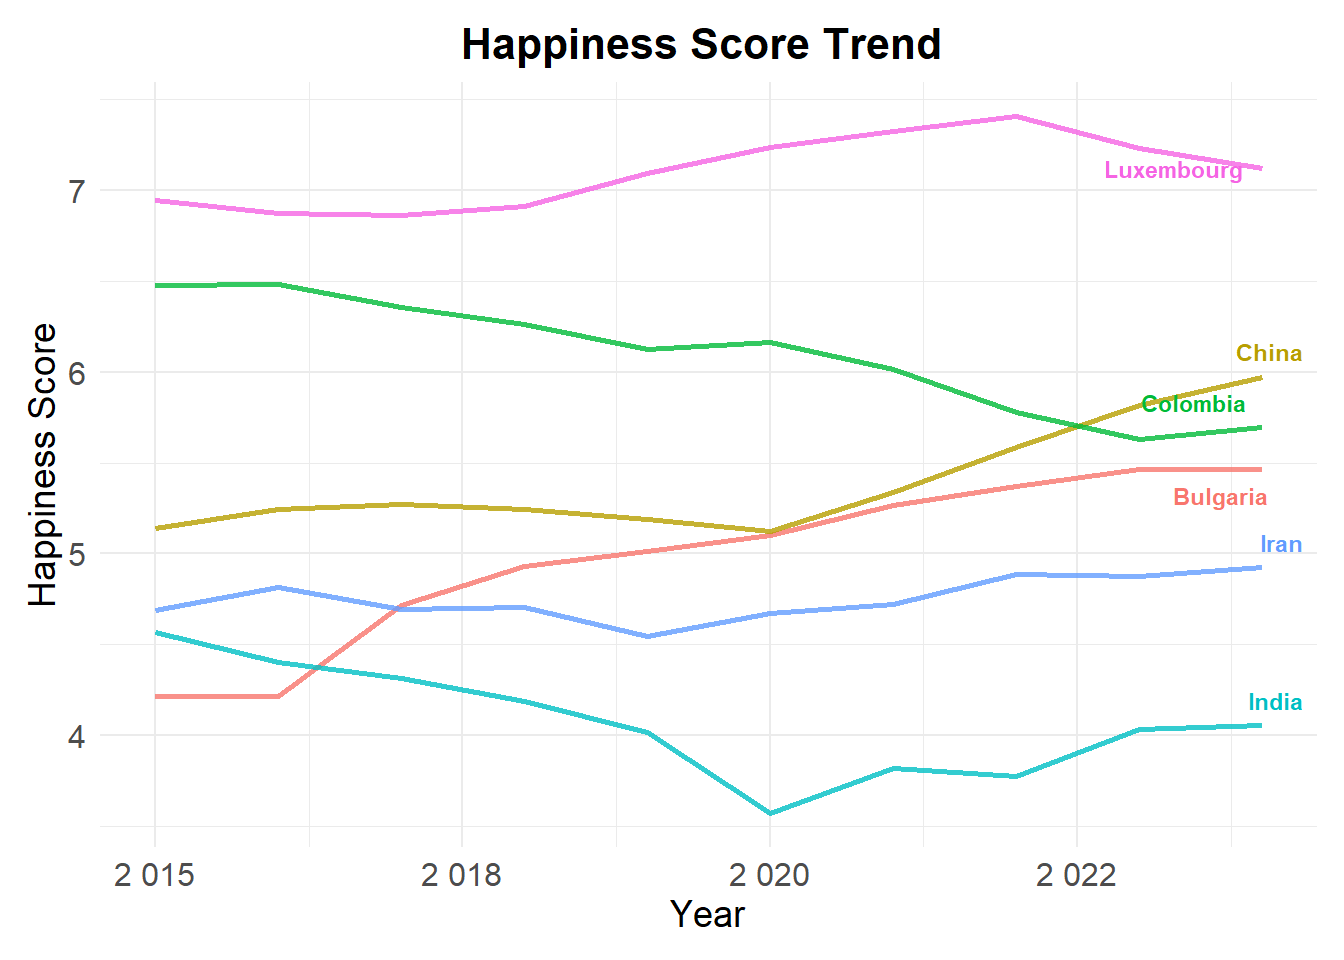 Happiness Score Trend
Happiness Score
7
6
5
4
Luxembourg
China
Colombia
Bulgaria
Iran
India
2 015
2 018
2 020
2 022
Year